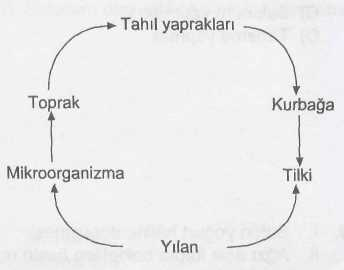 Tahıl yaprakları
Toprak
Kurbağa
Mikroorganizma
Tilki
Yılan